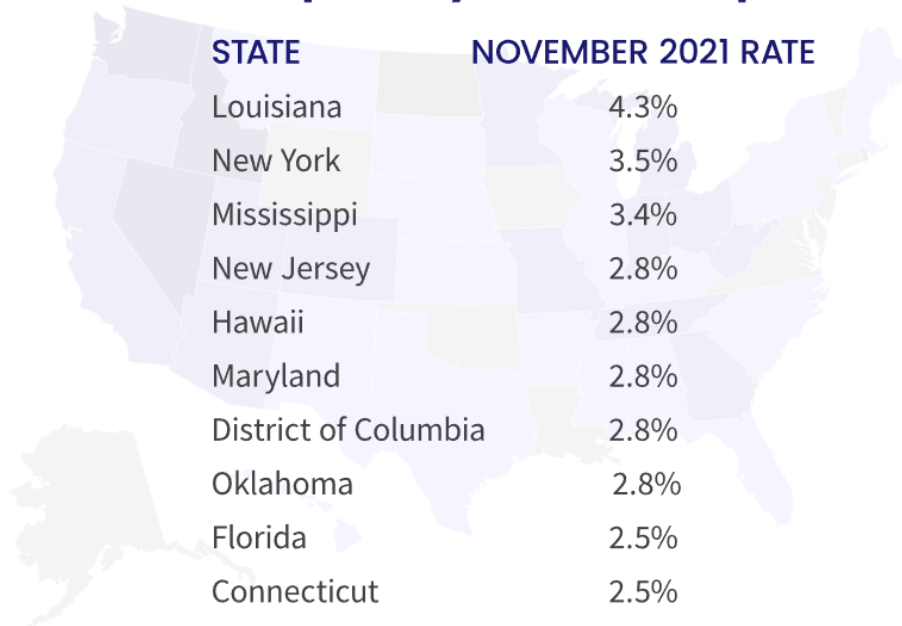 STATE NOVEMBER 2021 RATE
Louisiana 4.3%
New York 3.5%
Mississippi 3.4%
New Jersey 2.8%
Hawaii 2.8%
Maryland 2.8%
District of Columbia 2.8%
Oklahoma 2.8%
Florida 2.5%
Connecticut 2.5%